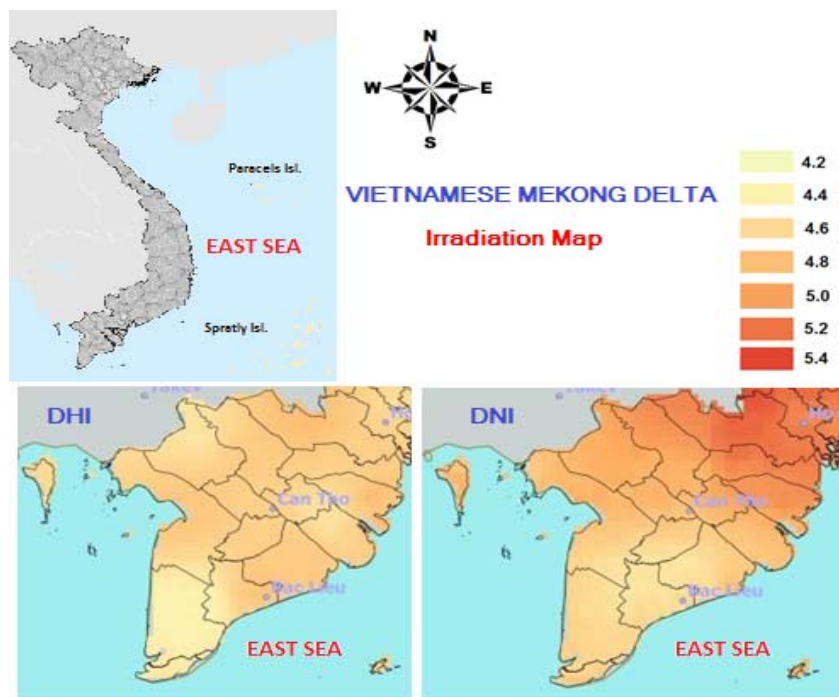 N
W E
S
Paracels Isl.
EAST SEA
Spratly Isl.
VIETNAMESE MEKONG DELTA
Irradiation Map
4.2
4.4
4.6
4.8
5.0
5.2
5.4
DHI
Can Tho
Bac Lieu
EAST SEA
DNI
Can Tho
Bac Lieu
EAST SEA